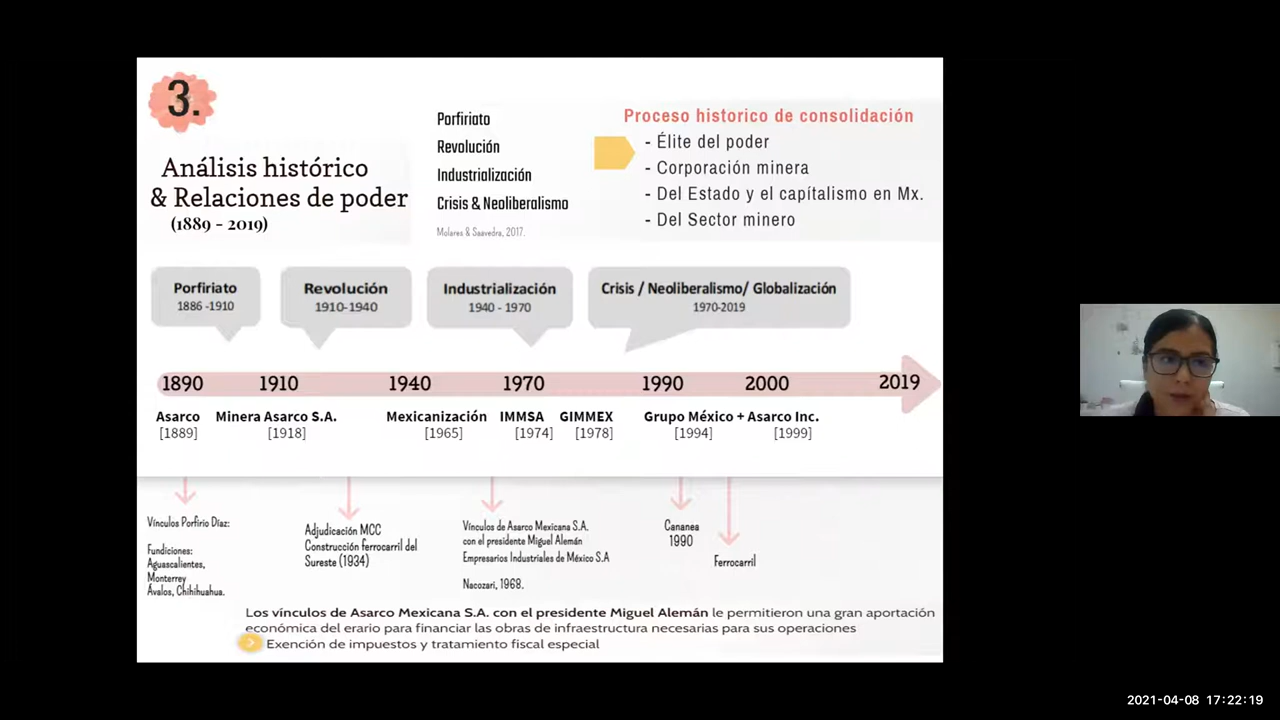 3.
Análisis histórico
& Relaciones de poder
(1889 - 2019)
Porfiriato
Revolución
Industrialización
Crisis & Neoliberalismo
Molares & Saavedra, 2017.
Proceso historico de consolidación
- Élite del poder
- Corporación minera
- Del Estado y el capítalismo en Mx.
- Del Sector minero
Porfiriato
1886 -1910
Revolución
1910-1940
Industrialización
1940 - 1970
Crisis / Neoliberalismo/ Globalización
1970-2019
1890 1910 1940 1970 1990 2000 2019
Asarco Minera Asarco S.A. Mexicanización IMMSA GIMMEX Grupo México + Asarco Inc.
[1889] [1918] [1965] [1974] [1978] [1994] [1999]
Vínculos Porfirio Díaz:
Fundiciones:
Aguascalientes,
Monterrey
Ávalos, Chihihuahua.
Adjudicación MCC
Construcción ferrocarril del
Sureste (1934)
Vínculos de Asarco Mexicana S.A.
con el presidente Miguel Alemán
Empresarios Industriales de México S.A
Nacozari, 1968.
Cananea
1990
Ferrocarril
Los vínculos de Asarco Mexicana S.A. con el presidente Miguel Alemán le permitieron una gran aportación
económica del erario para financiar las obras de infraestructura necesarias para sus operaciones
Exención de impuestos y tratamiento fiscal especial
2021-04-08 17:22:19